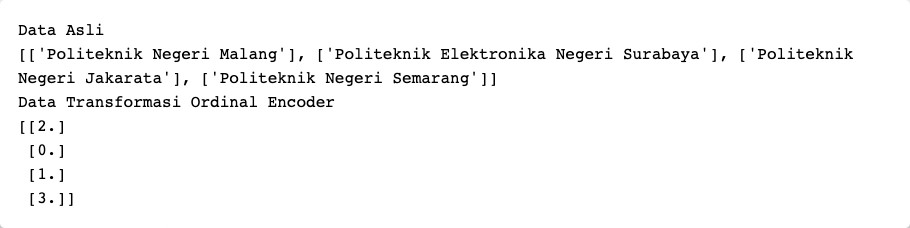 Data Asli
[['Politeknik Negeri Malang'], ['Politeknik Elektronika Negeri Surabaya'], ['Politeknik
Negeri Jakarata'], ['Politeknik Negeri Semarang']]
Data Transformasi Ordinal Encoder
[[2.]
 [0.]
 [1.]
 [3.]]